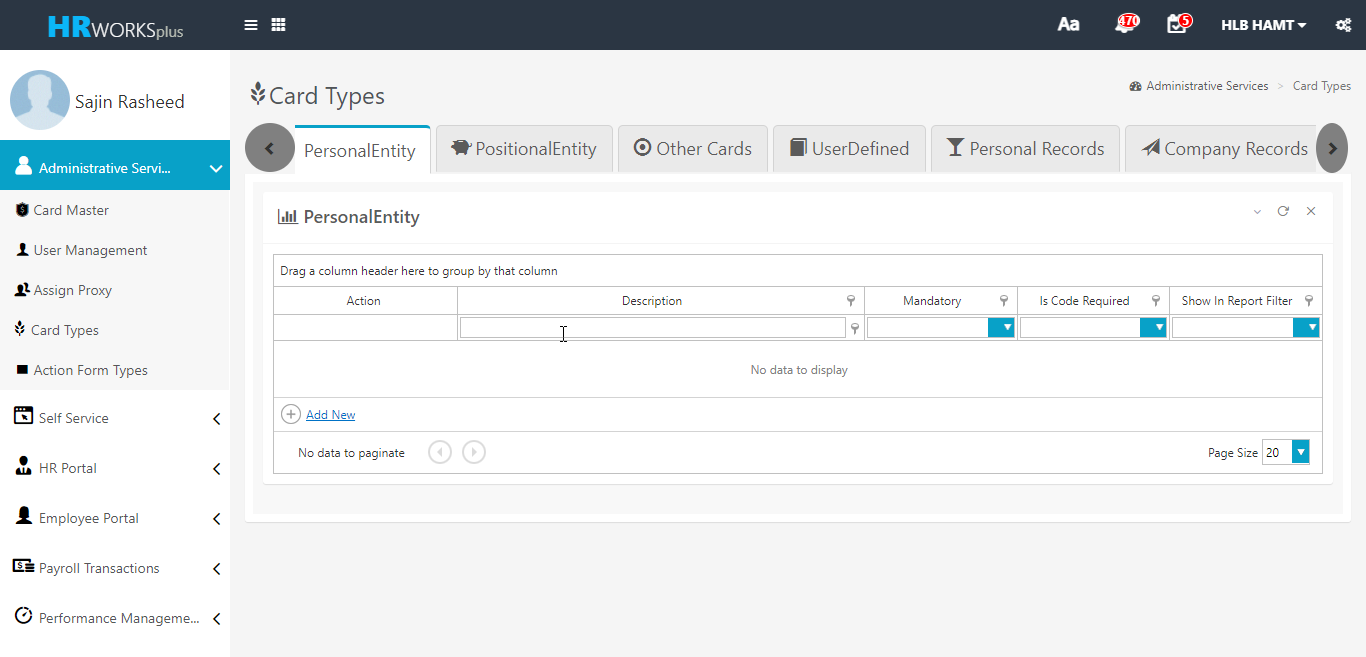 HRWORKSplus
Aa
470
5
HLB HAMT
Sajin Rasheed
Administrative Servi...
Card Master
User Management
Assign Proxy
Card Types
Action Form Types
Self Service
HR Portal
Employee Portal
Payroll Transactions
Performance Manageme...
Card Types
Administrative Services > Card Types
PersonalEntity
PositionalEntity
Other Cards
UserDefined
Personal Records
Company Records
PersonalEntity
Drag a column header here to group by that column
Action Description Mandatory Is Code Required Show In Report Filter
No data to display
Add New
No data to paginate
Page Size 20